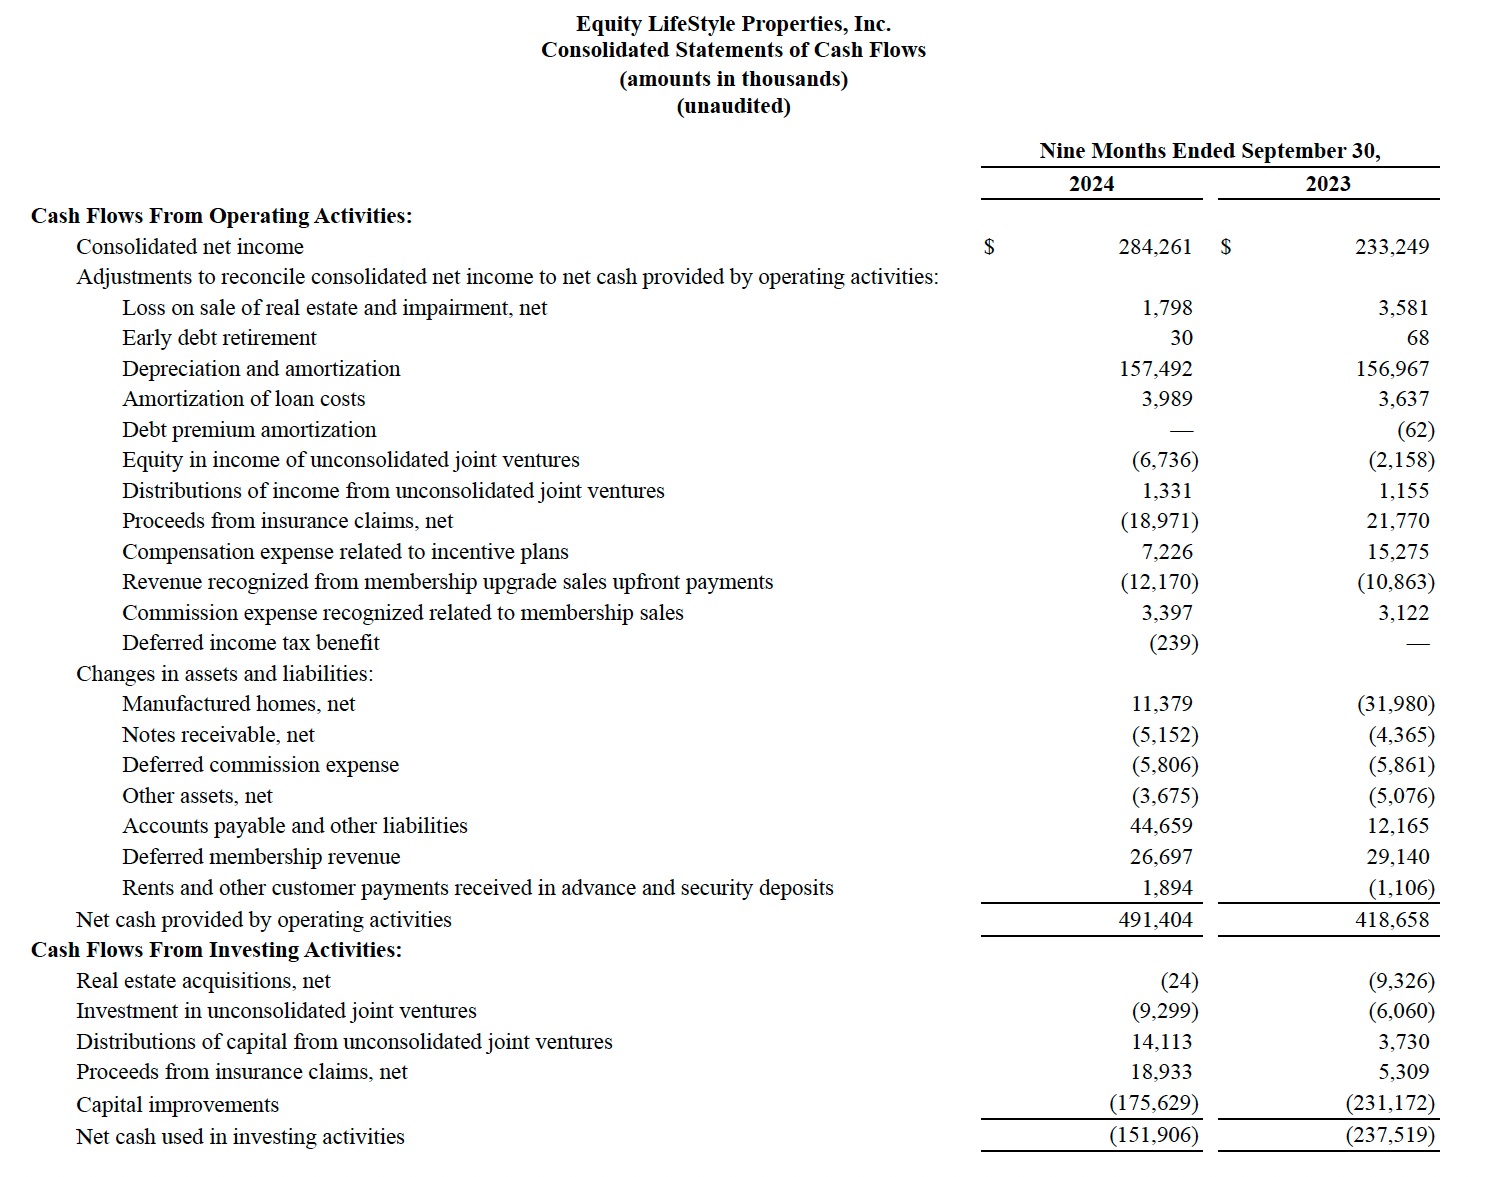 Equity LifeStyle Properties, Inc.
Consolidated Statements of Cash Flows
(amounts in thousands)
(unaudited)
Nine Months Ended September 30,
2024 2023
Cash Flows From Operating Activities:
Consolidated net income $ 284,261 $ 233,249
Adjustments to reconcile consolidated net income to net cash provided by operating activities:
Loss on sale of real estate and impairment, net 1,798 3,581
Early debt retirement 30 68
Depreciation and amortization 157,492 156,967
Amortization of loan costs 3,989 3,637
Debt premium amortization — (62)
Equity in income of unconsolidated joint ventures (6,736) (2,158)
Distributions of income from unconsolidated joint ventures 1,331 1,155
Proceeds from insurance claims, net (18,971) 21,770
Compensation expense related to incentive plans 7,226 15,275
Revenue recognized from membership upgrade sales upfront payments (12,170) (10,863)
Commission expense recognized related to membership sales 3,397 3,122
Deferred income tax benefit (239) —
Changes in assets and liabilities:
Manufactured homes, net 11,379 (31,980)
Notes receivable, net (5,152) (4,365)
Deferred commission expense (5,806) (5,861)
Other assets, net (3,675) (5,076)
Accounts payable and other liabilities 44,659 12,165
Deferred membership revenue 26,697 29,140
Rents and other customer payments received in advance and security deposits 1,894 (1,106)
Net cash provided by operating activities 491,404 418,658
Cash Flows From Investing Activities:
Real estate acquisitions, net (24) (9,326)
Investment in unconsolidated joint ventures (9,299) (6,060)
Distributions of capital from unconsolidated joint ventures 14,113 3,730
Proceeds from insurance claims, net 18,933 5,309
Capital improvements (175,629) (231,172)
Net cash used in investing activities (151,906) (237,519)